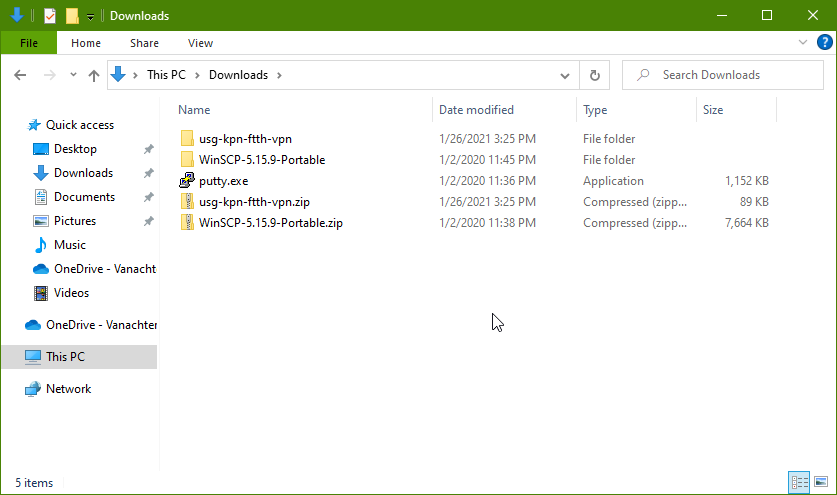 Downloads
File Home Share View
This PC Downloads Search Downloads
Name Date modified Type Size
Quick access
Desktop
Downloads
Documents
Pictures
Music
OneDrive - Vanacht
Videos
OneDrive - Vanachter
This PC
Network
usg-kpn-ftth-vpn 1/26/2021 3:25 PM File folder
WinSCP-5.15.9-Portable 1/2/2020 11:45 PM File folder
putty.exe 1/2/2020 11:36 PM Application 1,152 KB
usg-kpn-ftth-vpn.zip 1/26/2021 3:25 PM Compressed (zipp... 89 KB
WinSCP-5.15.9-Portable.zip 1/2/2020 11:38 PM Compressed (zipp... 7,664 KB
5 items